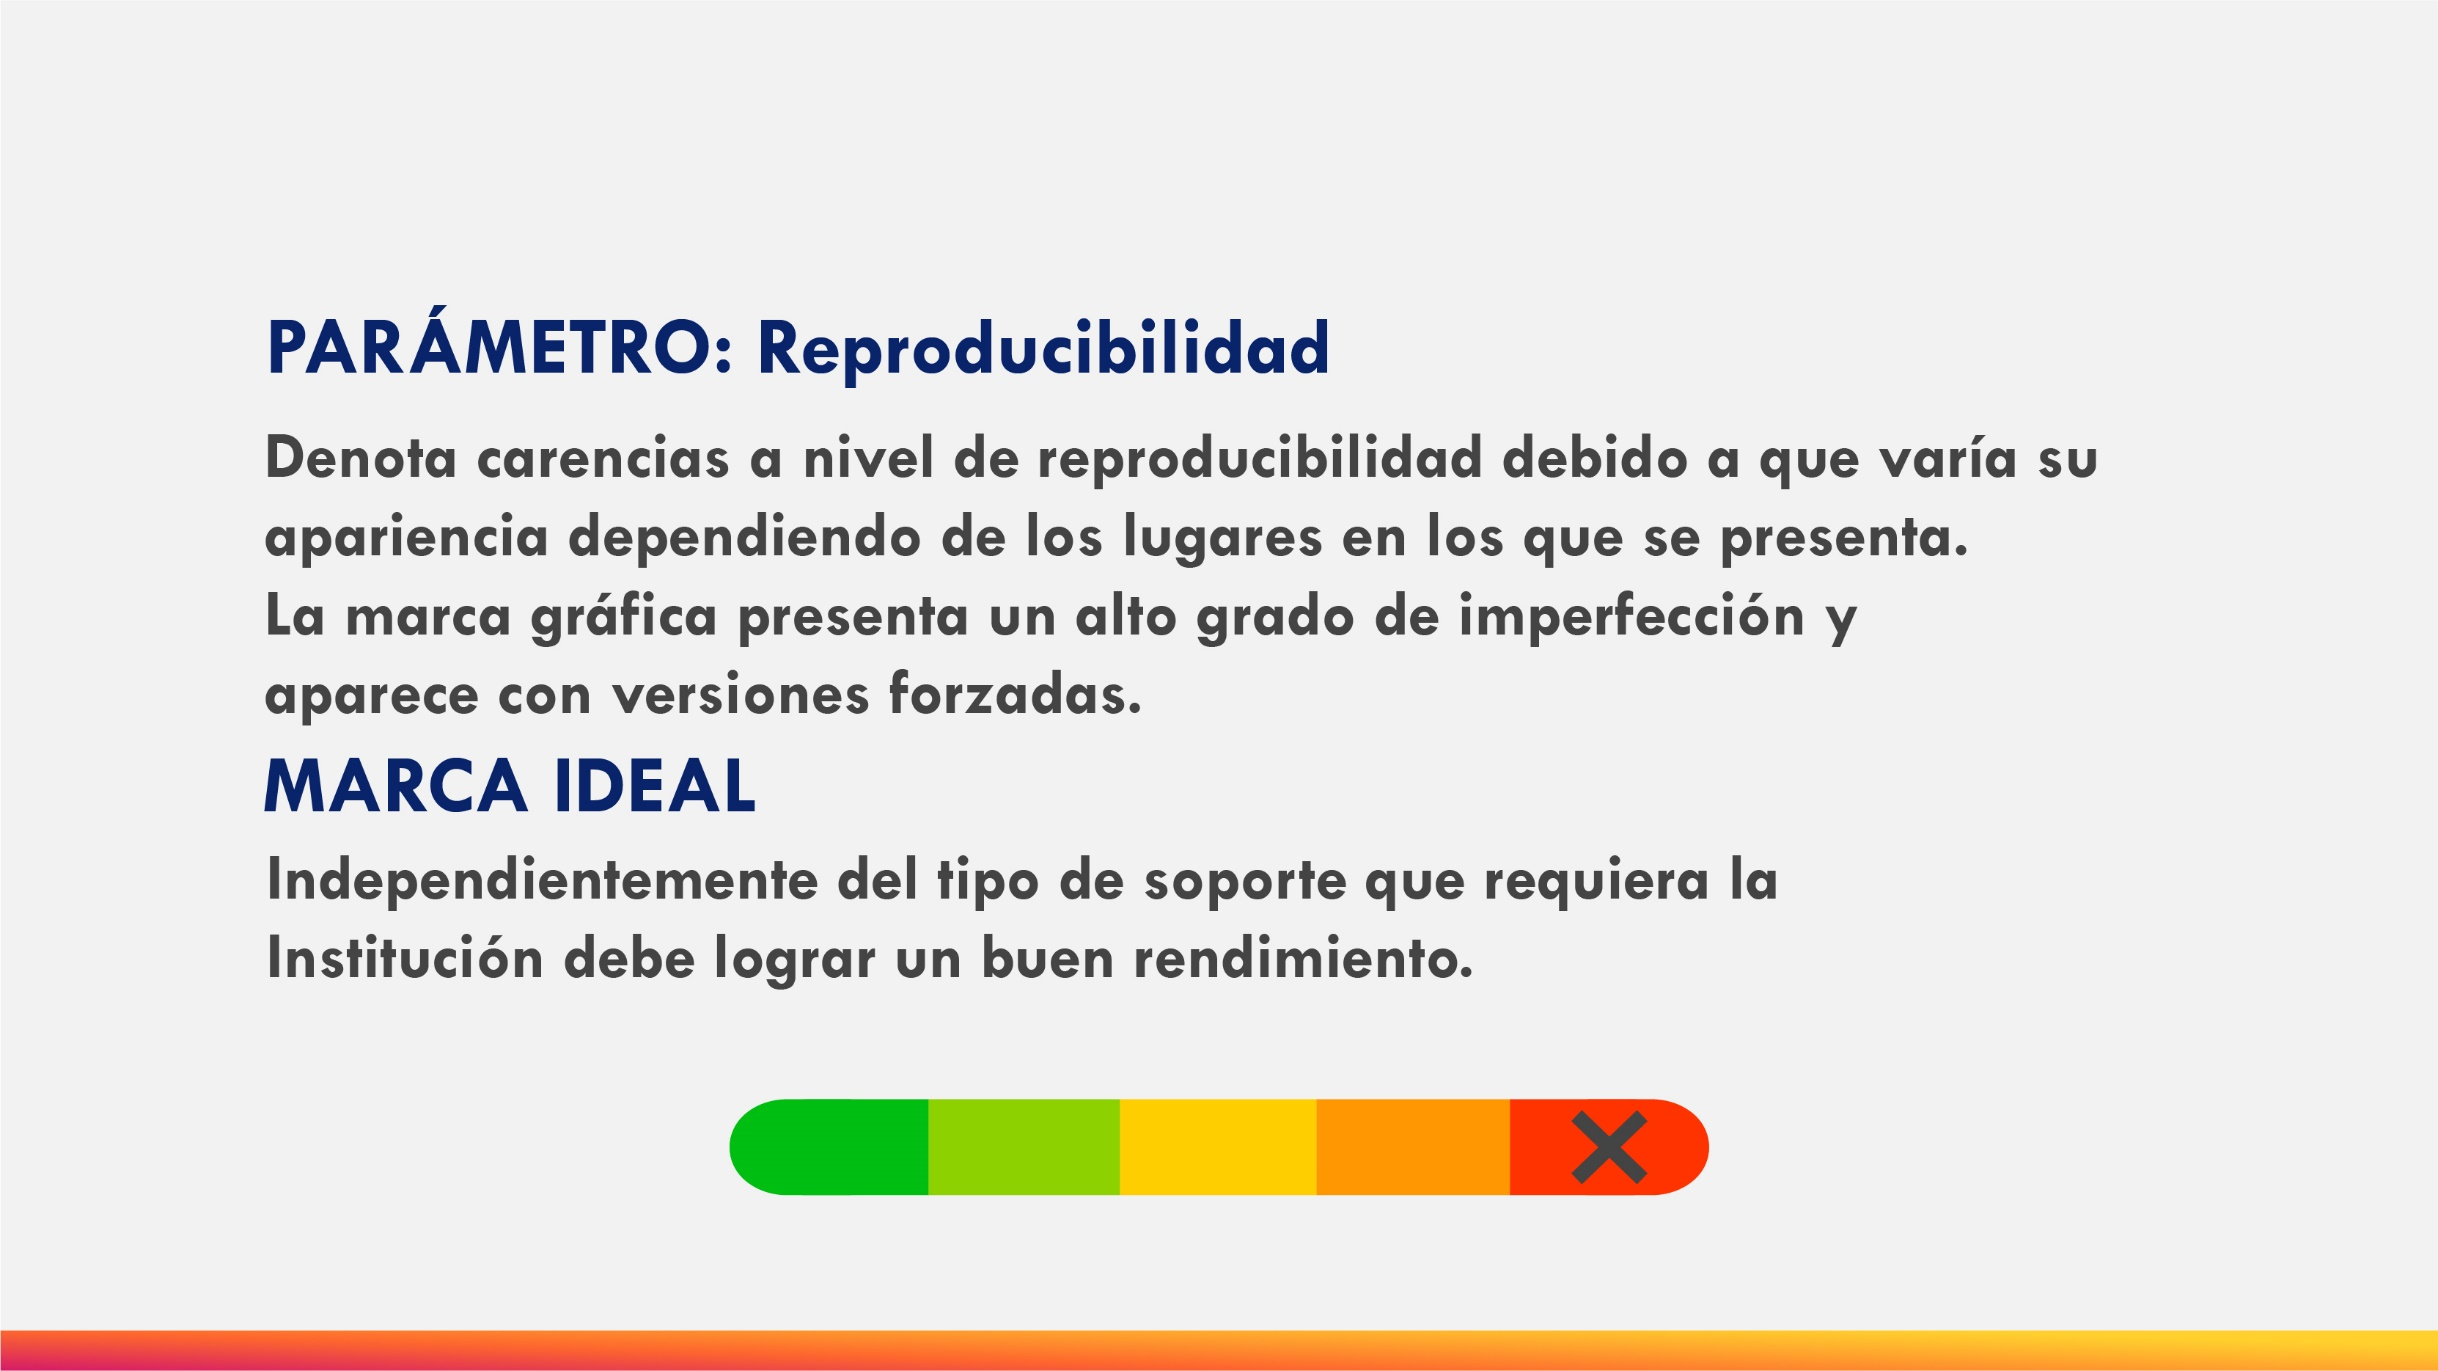 PARÁMETRO: Reproducibilidad
Denota carencias a nivel de reproducibilidad debido a que varía su
apariencia dependiendo de los lugares en los que se presenta.
La marca gráfica presenta un alto grado de imperfección y
aparece con versiones forzadas.
MARCA IDEAL
Independientemente del tipo de soporte que requiera la
Institución debe lograr un buen rendimiento.